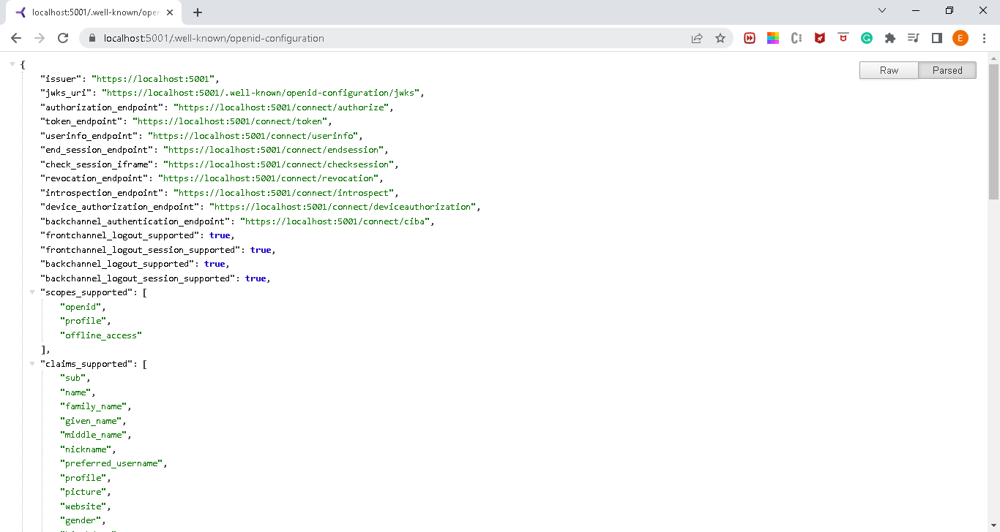 localhost:5001/.well-known/open
localhost:5001/.well-known/openid-configuration
E
Raw
Parsed
{
"issuer": "https://localhost:5001",
"jwks_uri": "https://localhost:5001/.well-known/openid-configuration/jwks",
"authorization_endpoint": "https://localhost:5001/connect/authorize",
"token_endpoint": "https://localhost:5001/connect/token",
"userinfo_endpoint": "https://localhost:5001/connect/userinfo",
"end_session_endpoint": "https://localhost:5001/connect/endsession",
"check_session_iframe": "https://localhost:5001/connect/checksession",
"revocation_endpoint": "https://localhost:5001/connect/revocation",
"introspection_endpoint": "https://localhost:5001/connect/introspect",
"device_authorization_endpoint": "https://localhost:5001/connect/deviceauthorization",
"backchannel_authentication_endpoint": "https://localhost:5001/connect/ciba",
"frontchannel_logout_supported": true,
"frontchannel_logout_session_supported": true,
"backchannel_logout_supported": true,
"backchannel_logout_session_supported": true,
"scopes_supported": [
"openid",
"profile",
"offline_access"
],
"claims_supported": [
"sub",
"name",
"family_name",
"given_name",
"middle_name",
"nickname",
"preferred_username",
"profile",
"picture",
"website",
"gender",